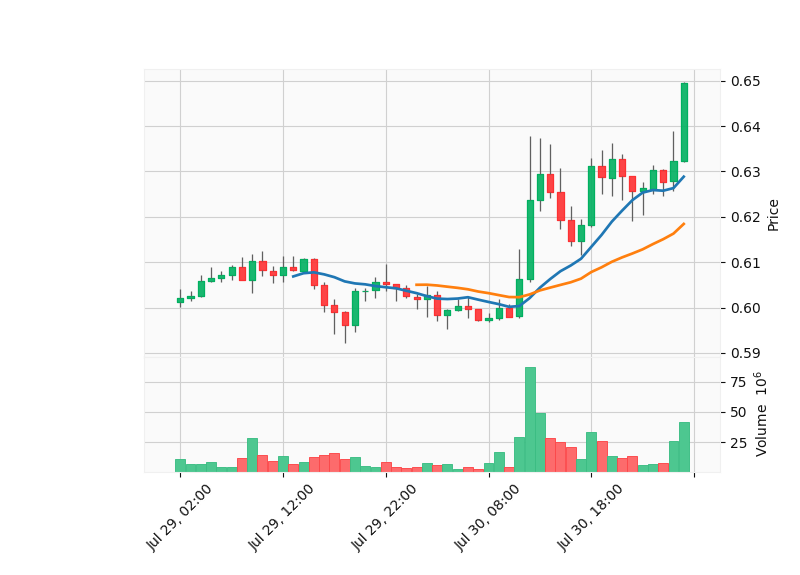 0.65
0.64
0.63
0.62
0.61
0.60
0.59
Price
75
50
25
Volume 10^6
Jul 29, 02:00
Jul 29, 12:00
Jul 29, 22:00
Jul 30, 08:00
Jul 30, 18:00